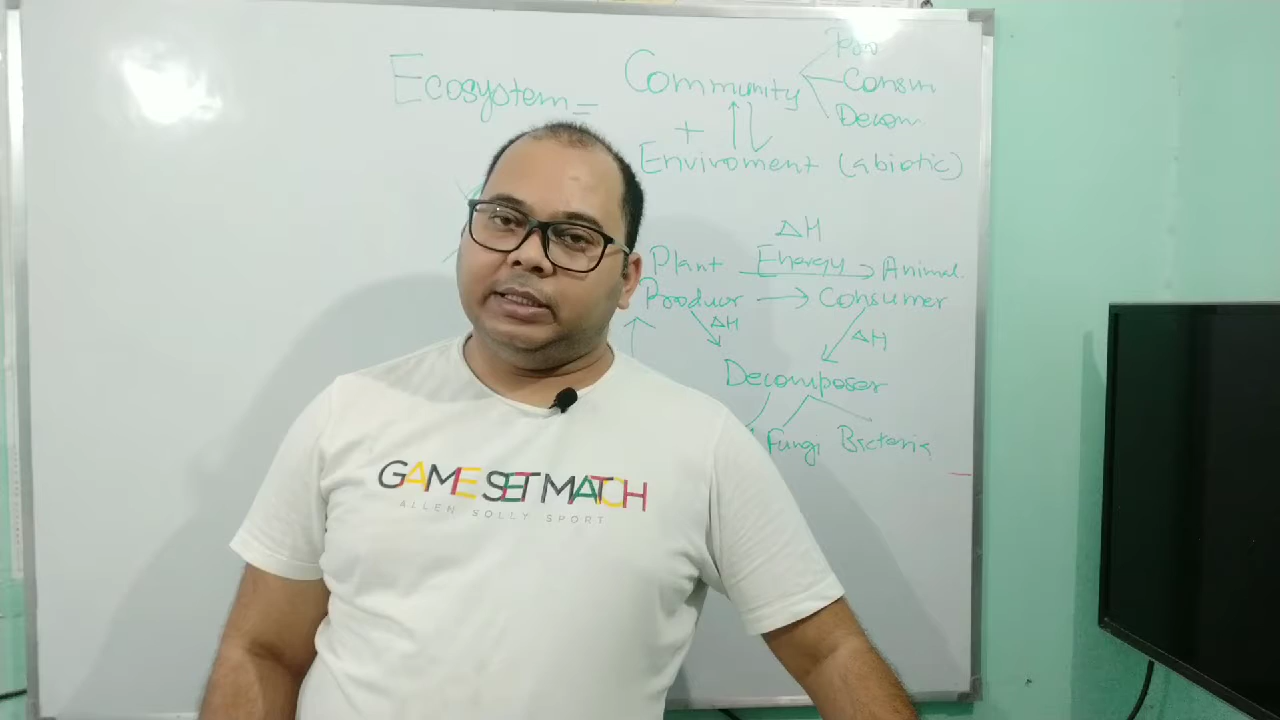 Ecosystem = Community
Consum
Decom
+
Enviroment (abiotic)
ΔH
Plant Energy Animal
Producer → Consumer
ΔH ΔH
Decomposer
Fungi Bacteria
GAME SET MATCH
ALLEN SOLLY SPORT